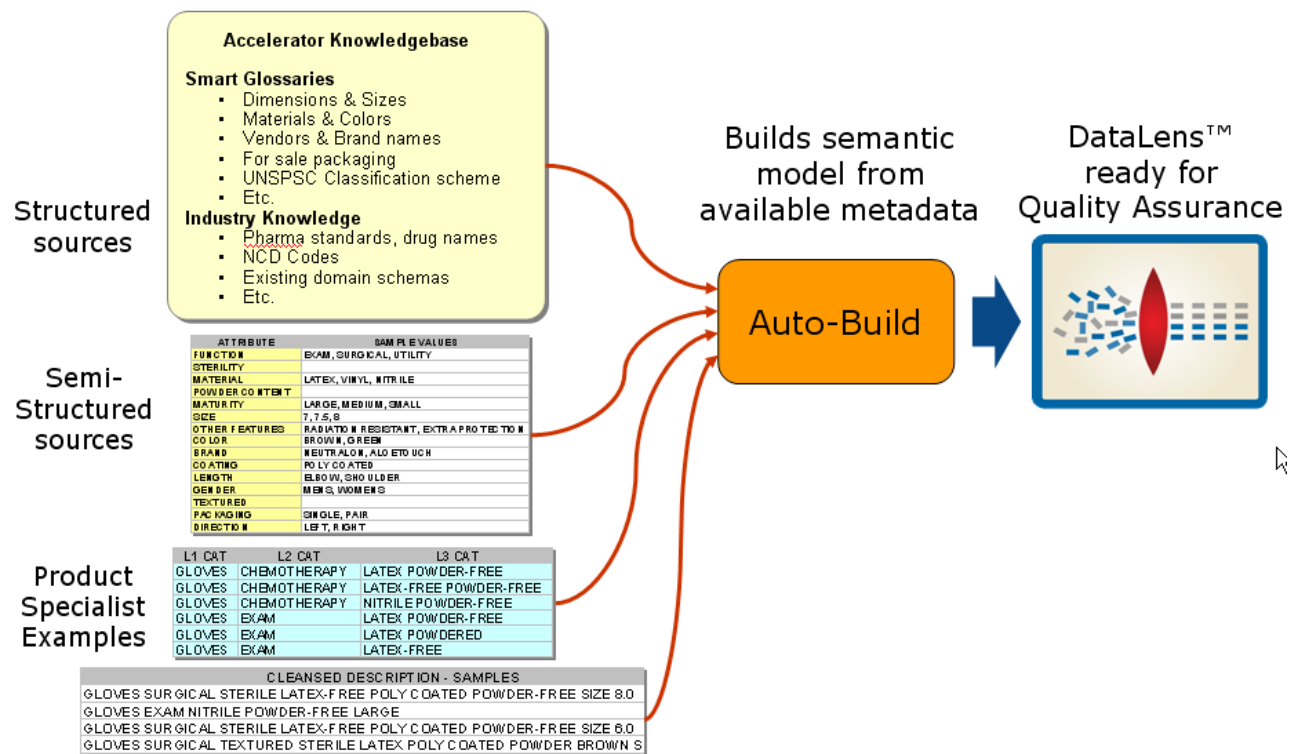 Accelerator Knowledgebase
Smart Glossaries
▪ Dimensions & Sizes
▪ Materials & Colors
▪ Vendors & Brand names
▪ For sale packaging
▪ UNSPSC Classification scheme
▪ Etc.
Industry Knowledge
▪ Pharma standards, drug names
▪ NCD Codes
▪ Existing domain schemas
▪ Etc.
Structured
sources
ATTRIBUTE SAMPLE VALUES
FUNCTION EXAM, SURGICAL, UTILITY
STERILITY
MATERIAL LATEX, VINYL, NITRILE
POWDER CONTENT
MATURITY LARGE, MEDIUM, SMALL
SIZE 7, 7.5, 8
OTHER FEATURES RADIATION RESISTANT, EXTRA PROTECTION
COLOR BROWN, GREEN
BRAND NEUTRALON, ALOETOUCH
COATING POLY COATED
LENGTH ELBOW, SHOULDER
GENDER MENS, WOMENS
TEXTURED
PACKAGING SINGLE, PAIR
DIRECTION LEFT, RIGHT
Semi-
Structured
sources
L1 CAT L2 CAT L3 CAT
GLOVES CHEMOTHERAPY LATEX POWDER-FREE
GLOVES CHEMOTHERAPY LATEX-FREE POWDER-FREE
GLOVES CHEMOTHERAPY NITRILE POWDER-FREE
GLOVES EXAM LATEX POWDER-FREE
GLOVES EXAM LATEX POWDERED
GLOVES EXAM LATEX-FREE
Product
Specialist
Examples
CLEANSED DESCRIPTION - SAMPLES
GLOVES SURGICAL STERILE LATEX-FREE POLY COATED POWDER-FREE SIZE 8.0
GLOVES EXAM NITRILE POWDER-FREE LARGE
GLOVES SURGICAL STERILE LATEX-FREE POLY COATED POWDER-FREE SIZE 6.0
GLOVES SURGICAL TEXTURED STERILE LATEX POLY COATED POWDER BROWN S
Builds semantic
model from
available metadata
Auto-Build
DataLens™
ready for
Quality Assurance